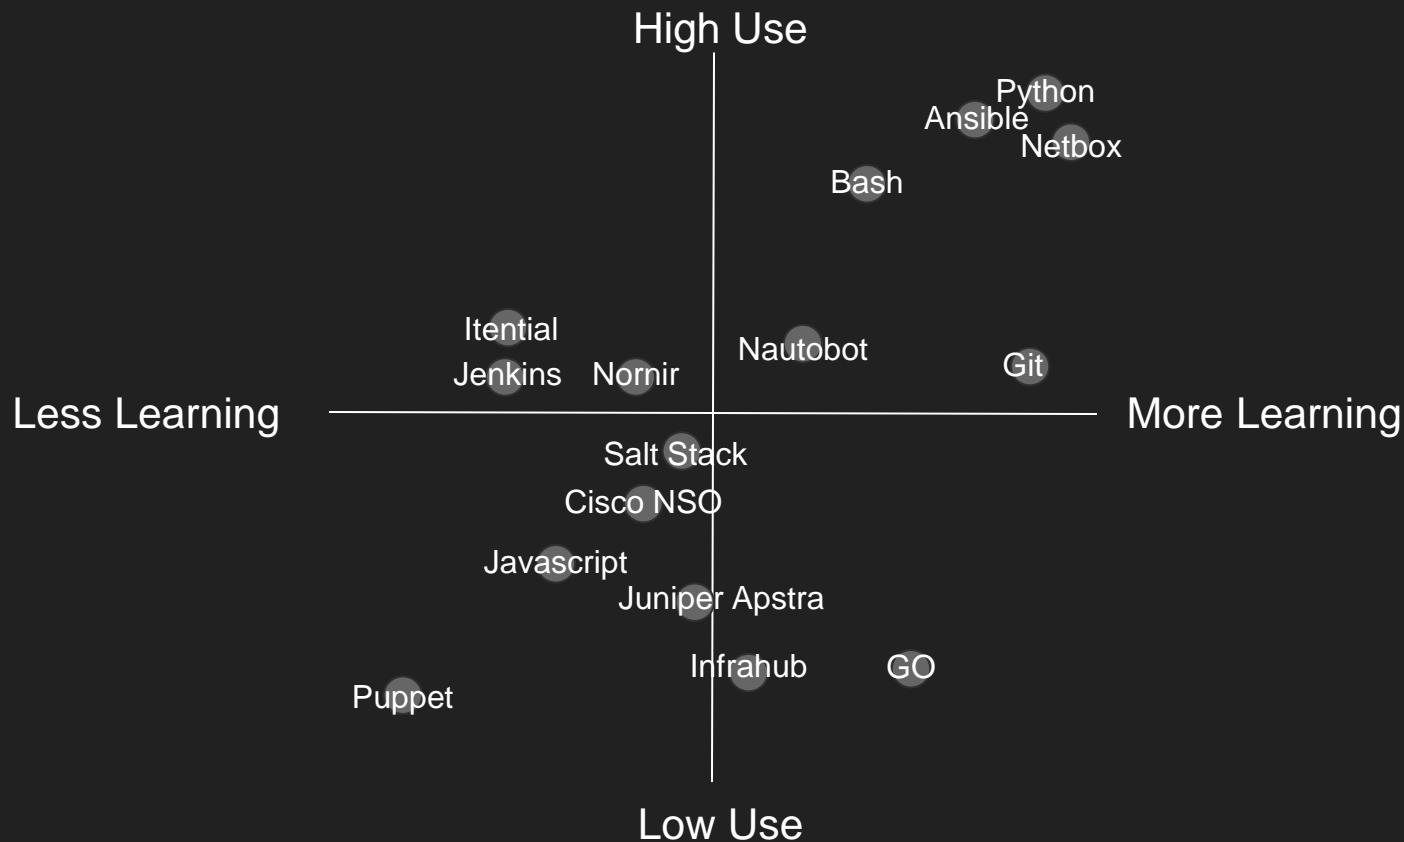 High Use
Python
Ansible
Netbox
Bash
Itential
Nautobot
Git
Jenkins
Nornir
Less Learning
More Learning
Salt Stack
Cisco NSO
Javascript
Juniper Apstra
Infrahub
GO
Puppet
Low Use